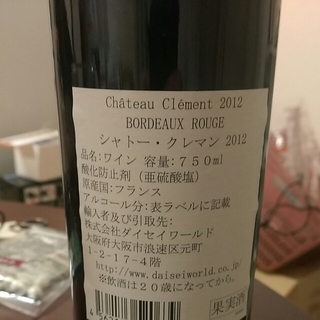 Château Clément 2012
BORDEAUX ROUGE
シャトー・クレマン 2012
品名:ワイン 容量:750ml
酸化防止剤(亜硫酸塩)
原産国:フランス
アルコール分:表ラベルに記載
輸入者及び引取先:
株式会社ダイセイワールド
大阪府大阪市浪速区元町
1-2-17-4階
http://www.daiseiworld.co.jp/
※飲酒は20歳になってから
果実酒